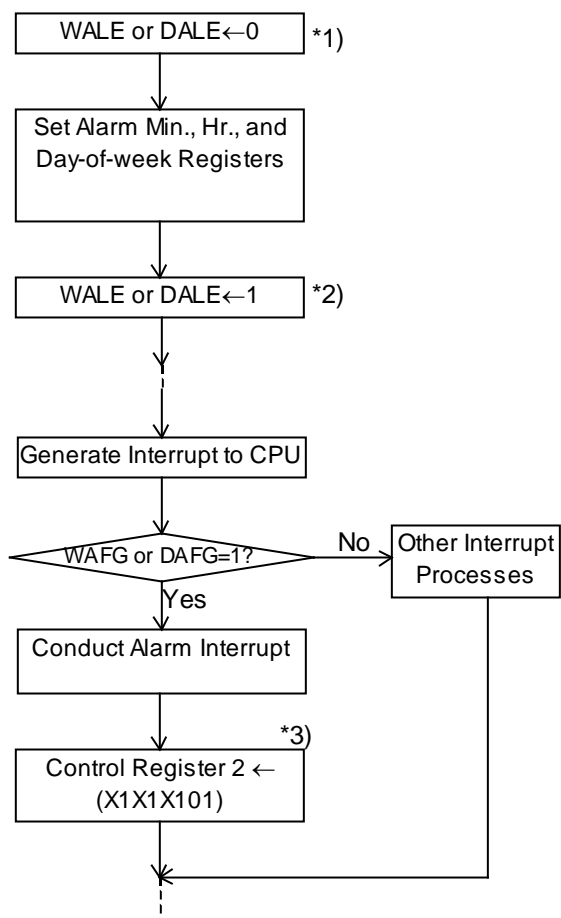 WALE or DALE←0
*1)
Set Alarm Min., Hr., and
Day-of-week Registers
WALE or DALE←1
*2)
Generate Interrupt to CPU
WAFG or DAFG=1?
No
Other Interrupt
Processes
Yes
Conduct Alarm Interrupt
*3)
Control Register 2 ←
(X1X1X101)